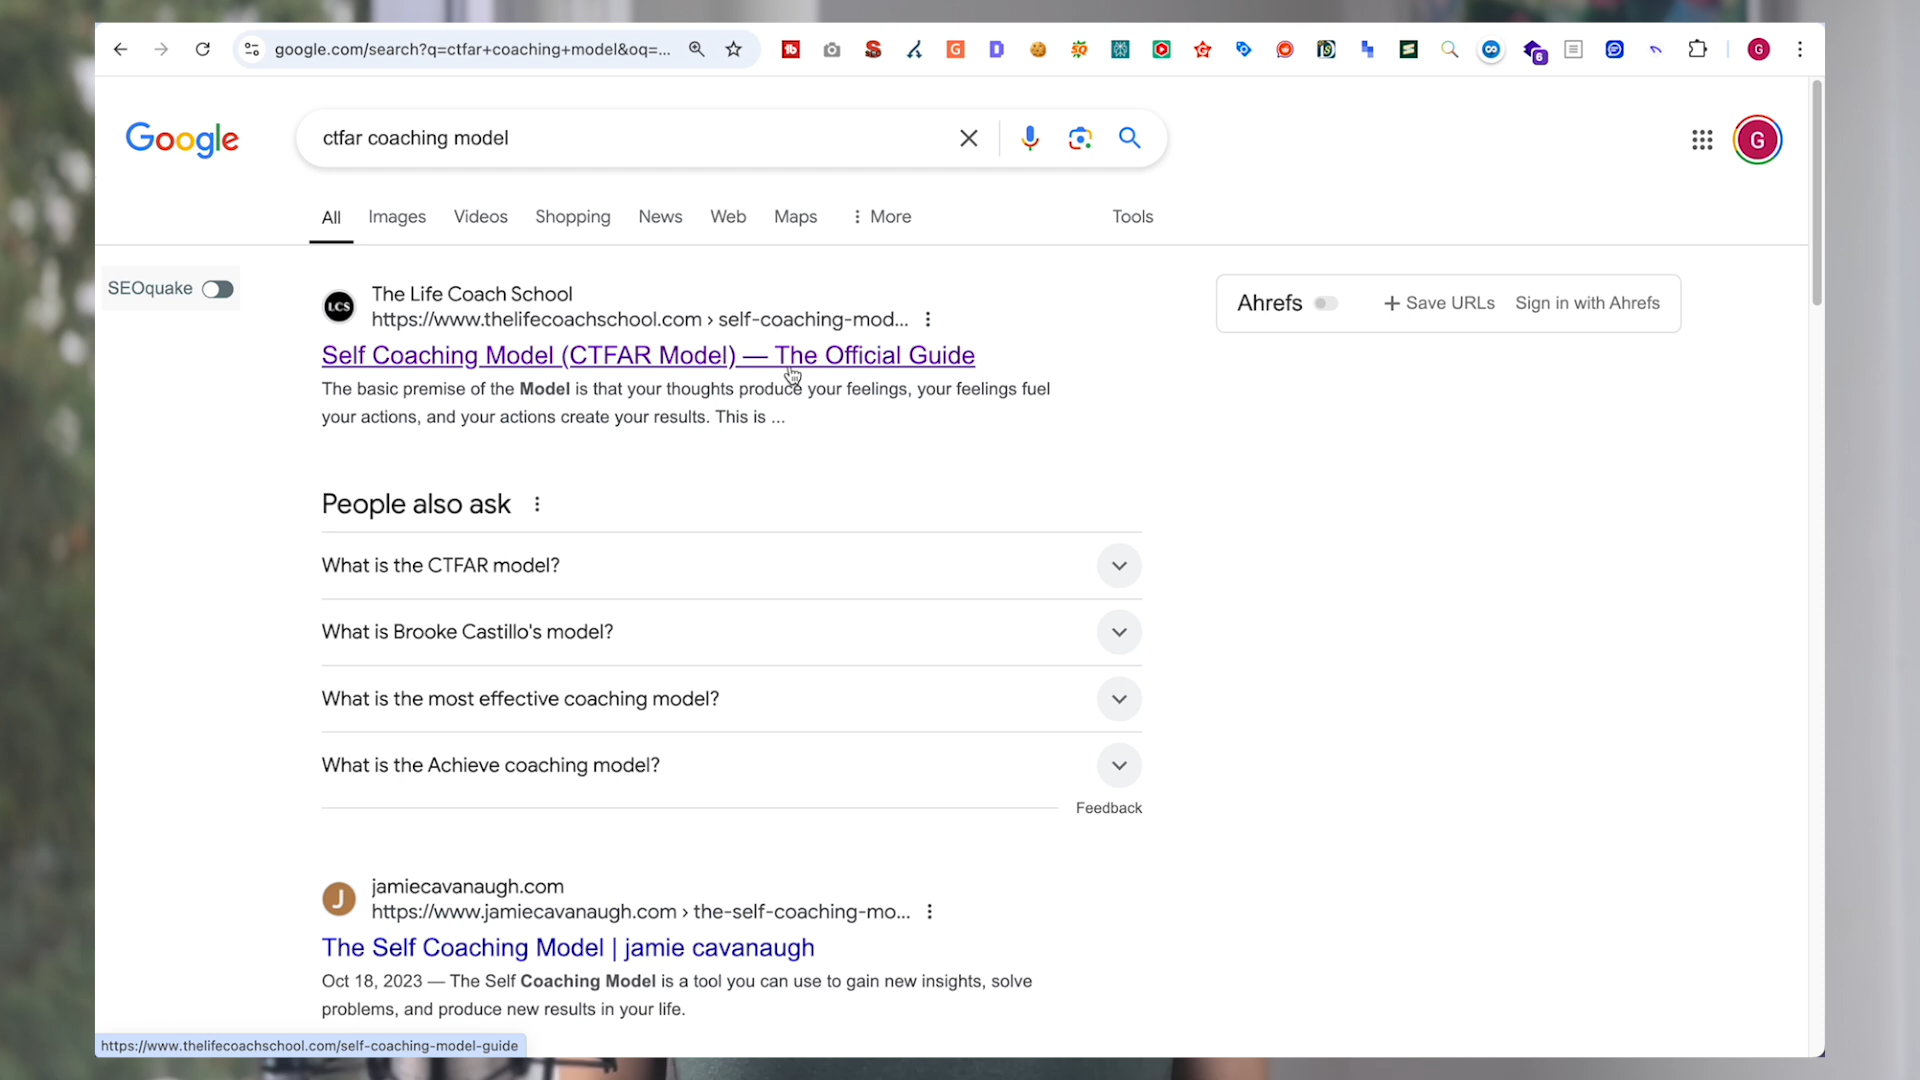 google.com/search?q=ctfar+coaching+model&oq=...
6
G
Google
ctfar coaching model
G
All Images Videos Shopping News Web Maps More Tools
SEOquake
LCS
The Life Coach School
https://www.thelifecoachschool.com › self-coaching-mod...
Self Coaching Model (CTFAR Model) — The Official Guide
The basic premise of the Model is that your thoughts produce your feelings, your feelings fuel
your actions, and your actions create your results. This is ...
Ahrefs + Save URLs Sign in with Ahrefs
People also ask
What is the CTFAR model?
What is Brooke Castillo's model?
What is the most effective coaching model?
What is the Achieve coaching model?
Feedback
J
jamiecavanaugh.com
https://www.jamiecavanaugh.com › the-self-coaching-mo...
The Self Coaching Model | jamie cavanaugh
Oct 18, 2023 — The Self Coaching Model is a tool you can use to gain new insights, solve
problems, and produce new results in your life.
https://www.thelifecoachschool.com/self-coaching-model-guide